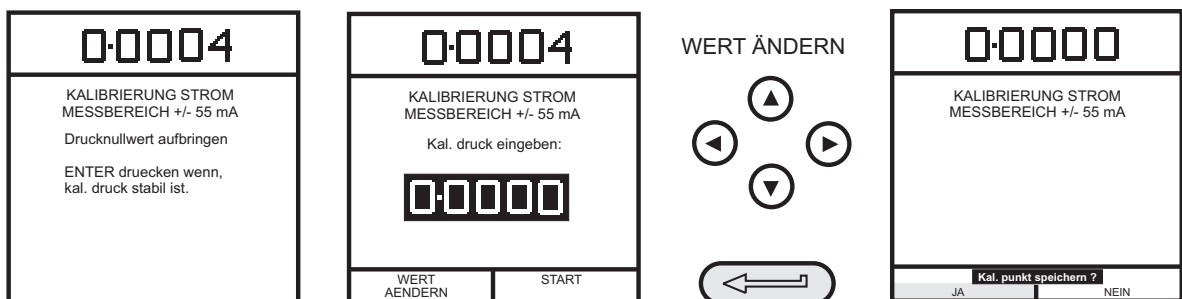 0.0004
KALIBRIERUNG STROM
MESSBEREICH +/- 55 mA
Drucknullwert aufbringen
ENTER druecken wenn,
kal. druck stabil ist.
0.0004
KALIBRIERUNG STROM
MESSBEREICH +/- 55 mA
Kal. druck eingeben:
0.0000
WERT
AENDERN
START
WERT ÄNDERN
0.0000
KALIBRIERUNG STROM
MESSBEREICH +/- 55 mA
Kal. punkt speichern ?
JA
NEIN